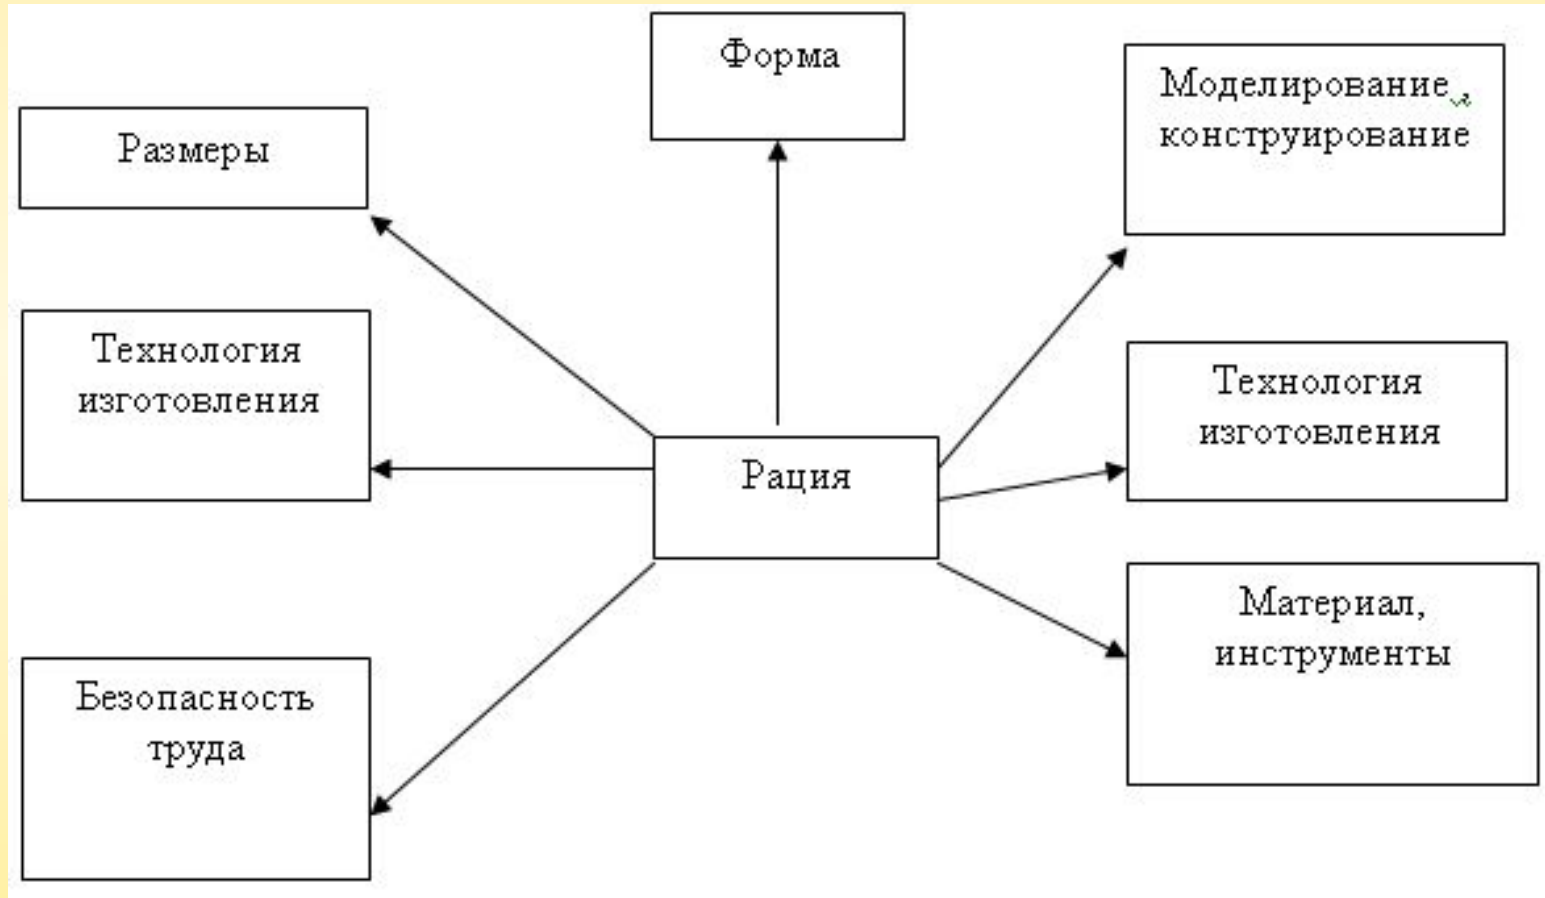 Форма
Моделирование,
конструирование
Размеры
Технология
изготовления
Технология
изготовления
Рация
Материал,
инструменты
Безопасность
труда